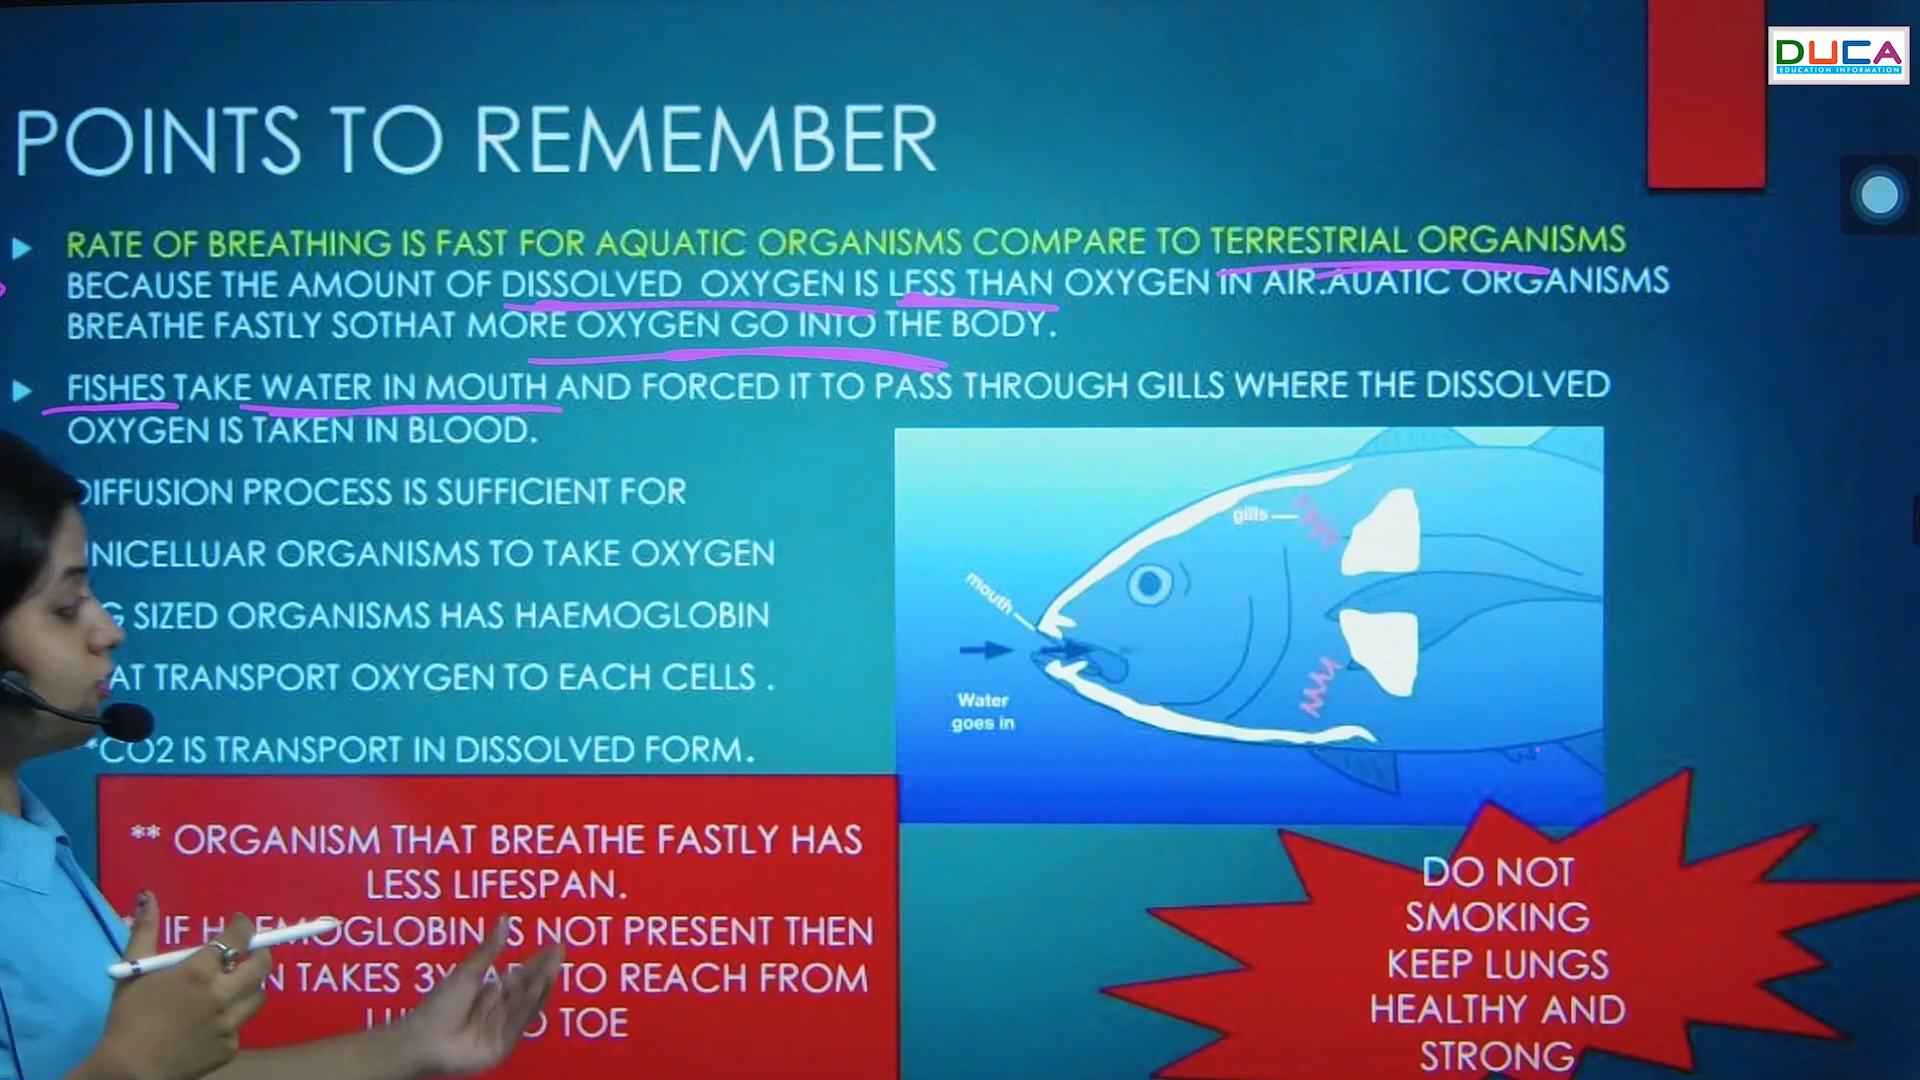 DUCA
EDUCATION INFORMATION
POINTS TO REMEMBER
RATE OF BREATHING IS FAST FOR AQUATIC ORGANISMS COMPARE TO TERRESTRIAL ORGANISMS
BECAUSE THE AMOUNT OF DISSOLVED OXYGEN IS LESS THAN OXYGEN IN AIR.AUATIC ORGANISMS
BREATHE FASTLY SOTHAT MORE OXYGEN GO INTO THE BODY.
FISHES TAKE WATER IN MOUTH AND FORCED IT TO PASS THROUGH GILLS WHERE THE DISSOLVED
OXYGEN IS TAKEN IN BLOOD.
DIFFUSION PROCESS IS SUFFICIENT FOR
NICELLUAR ORGANISMS TO TAKE OXYGEN
G SIZED ORGANISMS HAS HAEMOGLOBIN
AT TRANSPORT OXYGEN TO EACH CELLS .
*CO2 IS TRANSPORT IN DISSOLVED FORM.
gills
mouth
Water
goes in
** ORGANISM THAT BREATHE FASTLY HAS
LESS LIFESPAN.
IF HAEMOGLOBIN IS NOT PRESENT THEN
TAKES TO REACH FROM
TOE
DO NOT
SMOKING
KEEP LUNGS
HEALTHY AND
STRONG